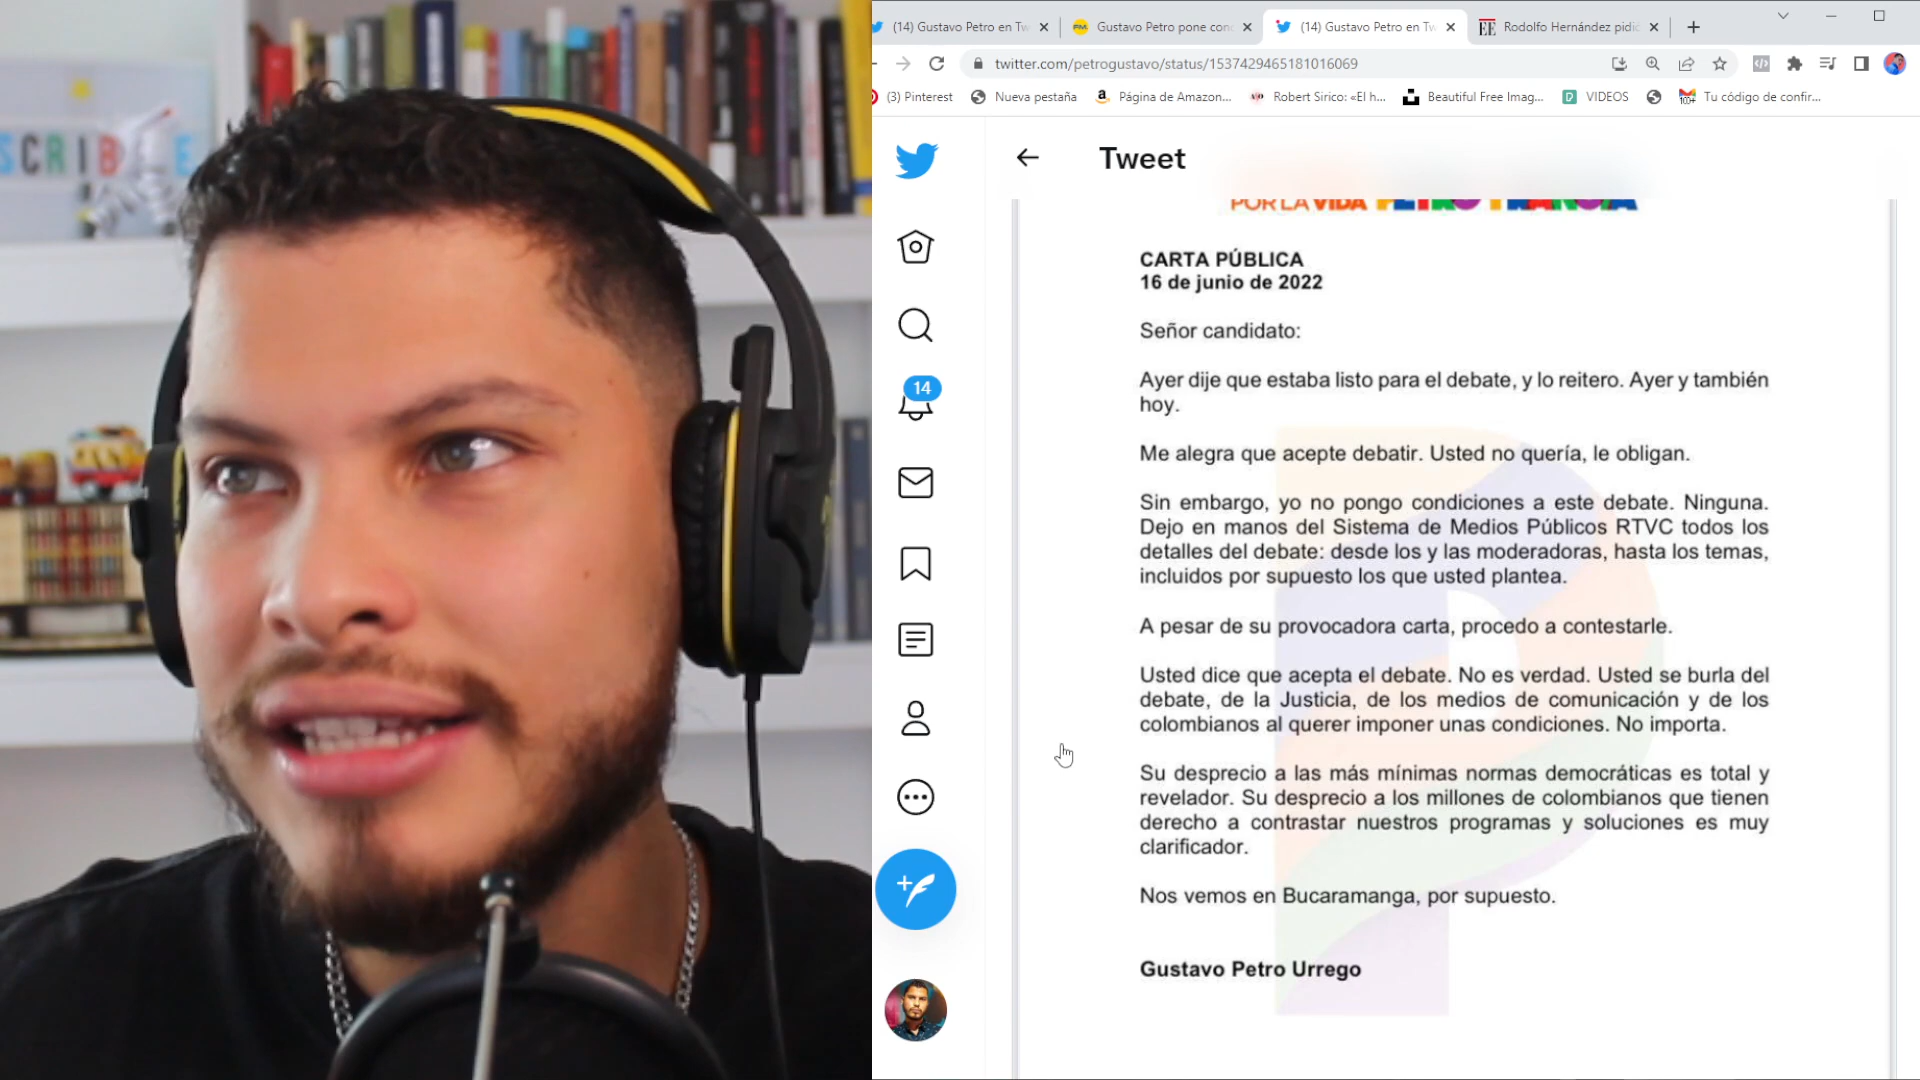 SCRIB
(14) Gustavo Petro en Tw
Gustavo Petro pone con
(14) Gustavo Petro en Tw
EE Rodolfo Hernández pidió
twitter.com/petrogustavo/status/1537429465181016069
(3) Pinterest
Nueva pestaña
Página de Amazon...
Robert Sirico: «El h...
Beautiful Free Imag...
VIDEOS
Tu código de confir...
Tweet
POR LA VIDA PETRO FRANCIA
14
CARTA PÚBLICA
16 de junio de 2022
Señor candidato:
Ayer dije que estaba listo para el debate, y lo reitero. Ayer y también
hoy.
Me alegra que acepte debatir. Usted no quería, le obligan.
Sin embargo, yo no pongo condiciones a este debate. Ninguna.
Dejo en manos del Sistema de Medios Públicos RTVC todos los
detalles del debate: desde los y las moderadoras, hasta los temas,
incluidos por supuesto los que usted plantea.
A pesar de su provocadora carta, procedo a contestarle.
Usted dice que acepta el debate. No es verdad. Usted se burla del
debate, de la Justicia, de los medios de comunicación y de los
colombianos al querer imponer unas condiciones. No importa.
Su desprecio a las más mínimas normas democráticas es total y
revelador. Su desprecio a los millones de colombianos que tienen
derecho a contrastar nuestros programas y soluciones es muy
clarificador.
Nos vemos en Bucaramanga, por supuesto.
Gustavo Petro Urrego